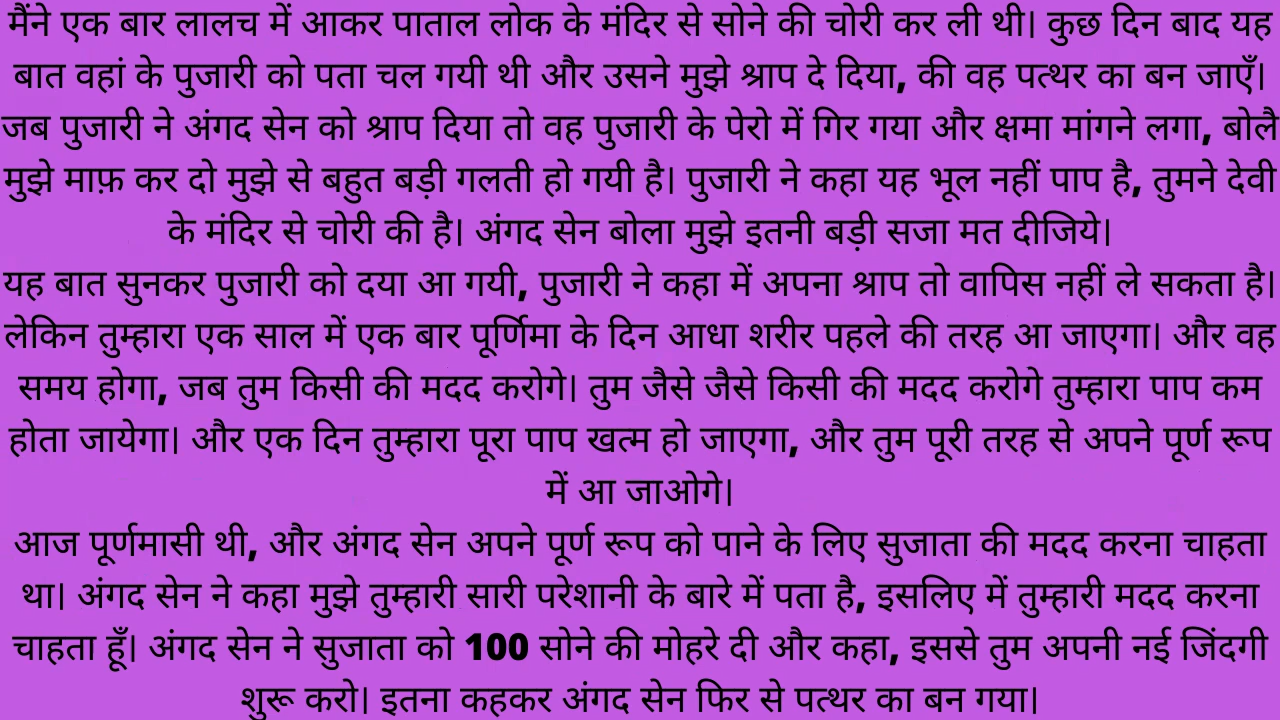 मैंने एक बार लालच में आकर पाताल लोक के मंदिर से सोने की चोरी कर ली थी| कुछ दिन बाद यह
बात वहां के पुजारी को पता चल गयी थी और उसने मुझे श्राप दे दिया, की वह पत्थर का बन जाएँ|
जब पुजारी ने अंगद सेन को श्राप दिया तो वह पुजारी के पेरो में गिर गया और क्षमा मांगने लगा, बोलै
मुझे माफ़ कर दो मुझे से बहुत बड़ी गलती हो गयी है| पुजारी ने कहा यह भूल नहीं पाप है, तुमने देवी
के मंदिर से चोरी की है| अंगद सेन बोला मुझे इतनी बड़ी सजा मत दीजिये|
यह बात सुनकर पुजारी को दया आ गयी, पुजारी ने कहा में अपना श्राप तो वापिस नहीं ले सकता है|
लेकिन तुम्हारा एक साल में एक बार पूर्णिमा के दिन आधा शरीर पहले की तरह आ जाएगा| और वह
समय होगा, जब तुम किसी की मदद करोगे| तुम जैसे जैसे किसी की मदद करोगे तुम्हारा पाप कम
होता जायेगा| और एक दिन तुम्हारा पूरा पाप खत्म हो जाएगा, और तुम पूरी तरह से अपने पूर्ण रूप
में आ जाओगे|
आज पूर्णमासी थी, और अंगद सेन अपने पूर्ण रूप को पाने के लिए सुजाता की मदद करना चाहता
था| अंगद सेन ने कहा मुझे तुम्हारी सारी परेशानी के बारे में पता है, इसलिए में तुम्हारी मदद करना
चाहता हूँ| अंगद सेन ने सुजाता को 100 सोने की मोहरे दी और कहा, इससे तुम अपनी नई जिंदगी
शुरू करो| इतना कहकर अंगद सेन फिर से पत्थर का बन गया|